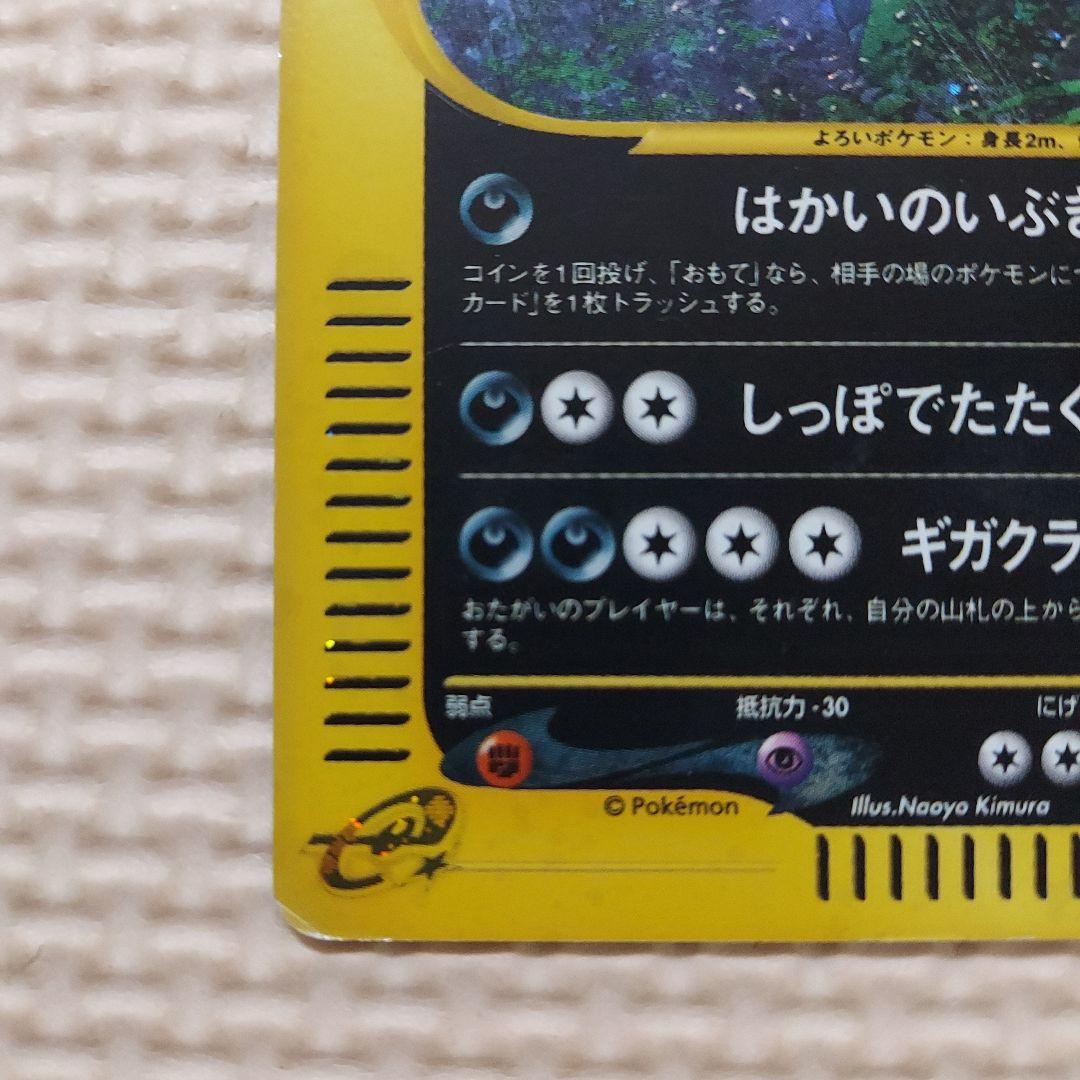 よろいポケモン：身長2m、
はかいのいぶ
コインを1回投げ、「おもて」なら、相手の場のポケモンに
カード」を1枚トラッシュする。
しっぽでたたく
ギガクラ
おたがいのプレイヤーは、それぞれ、自分の山札の上から
する。
弱点 抵抗力 -30 にげ
© Pokémon Illus.Naoyo Kimura